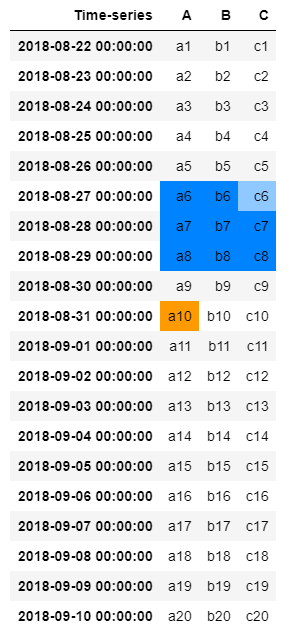 Time-series A B C
2018-08-22 00:00:00 a1 b1 c1
2018-08-23 00:00:00 a2 b2 c2
2018-08-24 00:00:00 a3 b3 c3
2018-08-25 00:00:00 a4 b4 c4
2018-08-26 00:00:00 a5 b5 c5
2018-08-27 00:00:00 a6 b6 c6
2018-08-28 00:00:00 a7 b7 c7
2018-08-29 00:00:00 a8 b8 c8
2018-08-30 00:00:00 a9 b9 c9
2018-08-31 00:00:00 a10 b10 c10
2018-09-01 00:00:00 a11 b11 c11
2018-09-02 00:00:00 a12 b12 c12
2018-09-03 00:00:00 a13 b13 c13
2018-09-04 00:00:00 a14 b14 c14
2018-09-05 00:00:00 a15 b15 c15
2018-09-06 00:00:00 a16 b16 c16
2018-09-07 00:00:00 a17 b17 c17
2018-09-08 00:00:00 a18 b18 c18
2018-09-09 00:00:00 a19 b19 c19
2018-09-10 00:00:00 a20 b20 c20